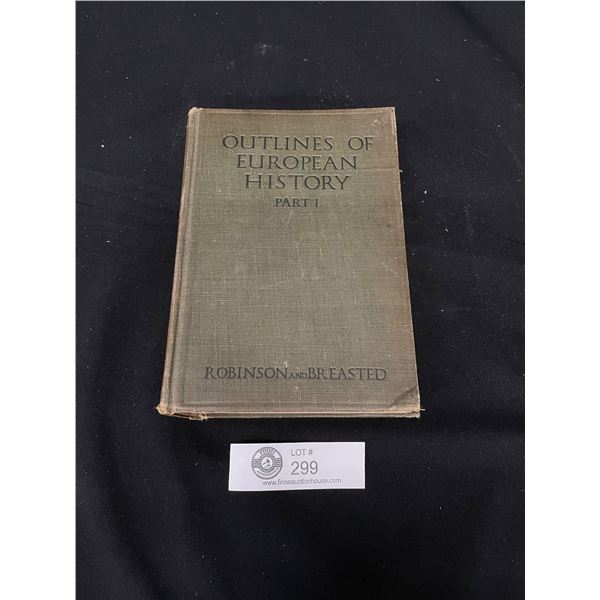 OUTLINES OF
EUROPEAN
HISTORY
PART I
ROBINSON AND BREASTED
LOT #
299
www.finnsauctionhouse.com